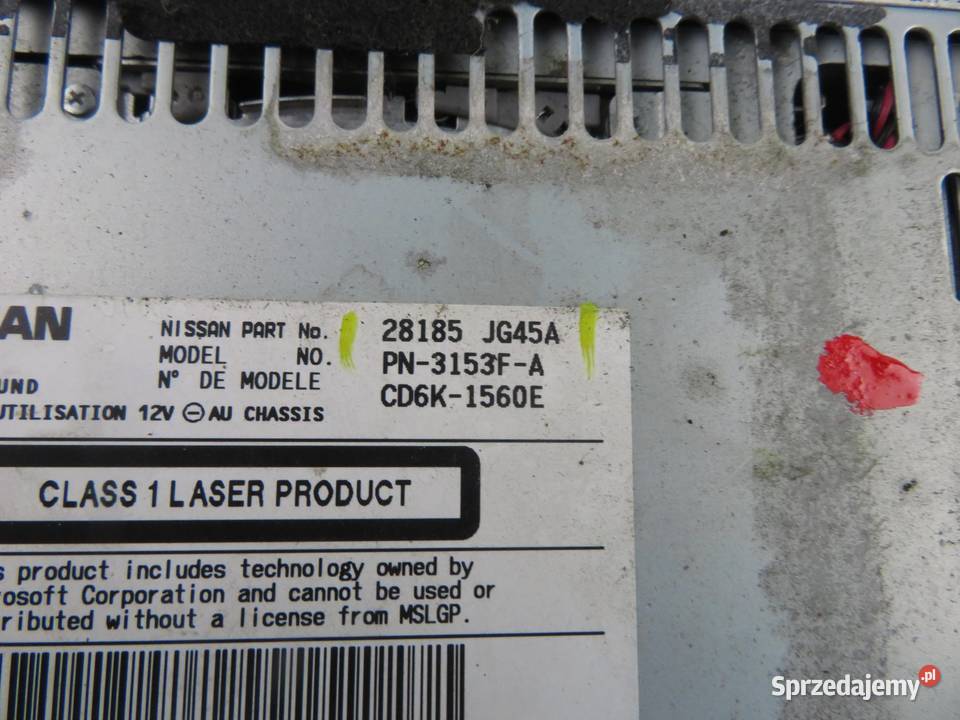 AN
NISSAN PART No. 28185 JG45A
MODEL NO. PN-3153F-A
N° DE MODELE CD6K-1560E
UND
UTILISATION 12V ⊖ AU CHASSIS
CLASS 1 LASER PRODUCT
s product includes technology owned by
rosoft Corporation and cannot be used or
ributed without a license from MSLGP.
Sprzedajemy.pl